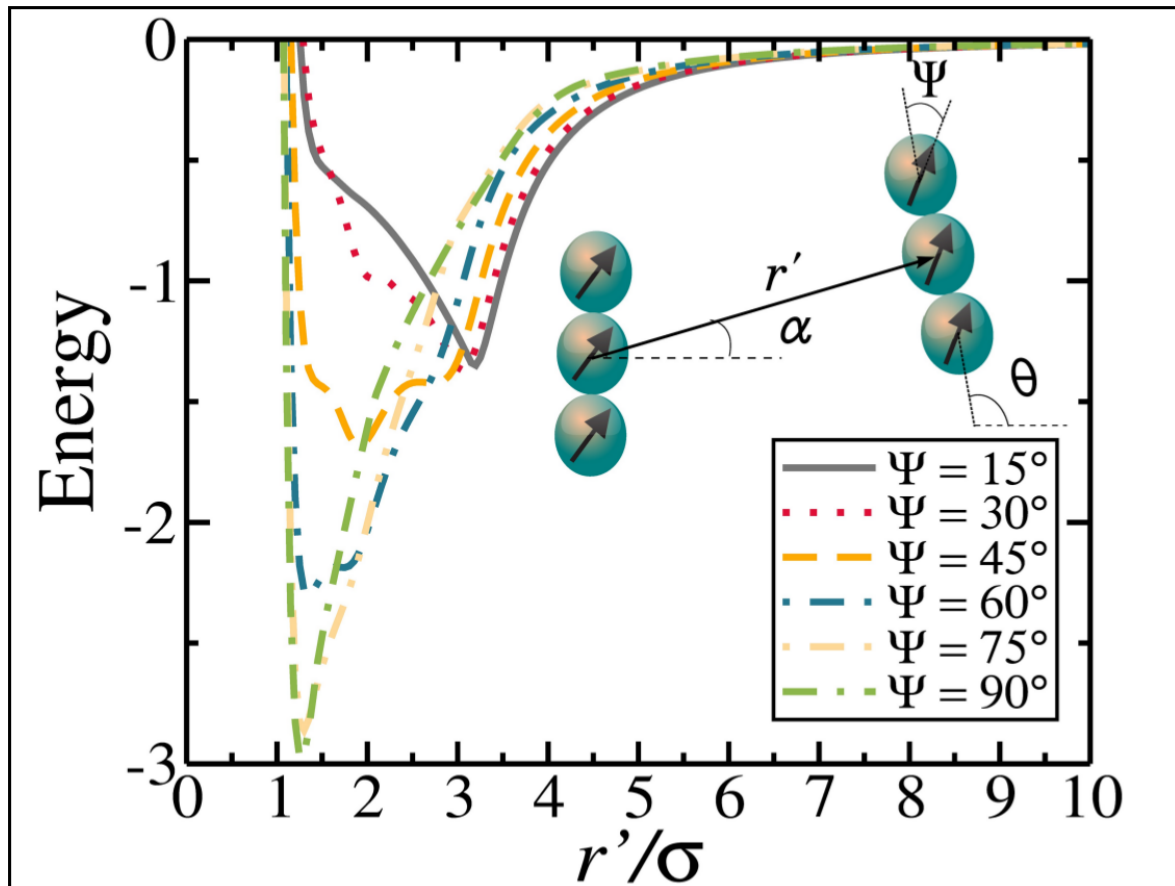 0
-1
-2
-3
Energy
0 1 2 3 4 5 6 7 8 9 10
r'/σ
Ψ
r'
α
θ
Ψ = 15°
Ψ = 30°
Ψ = 45°
Ψ = 60°
Ψ = 75°
Ψ = 90°